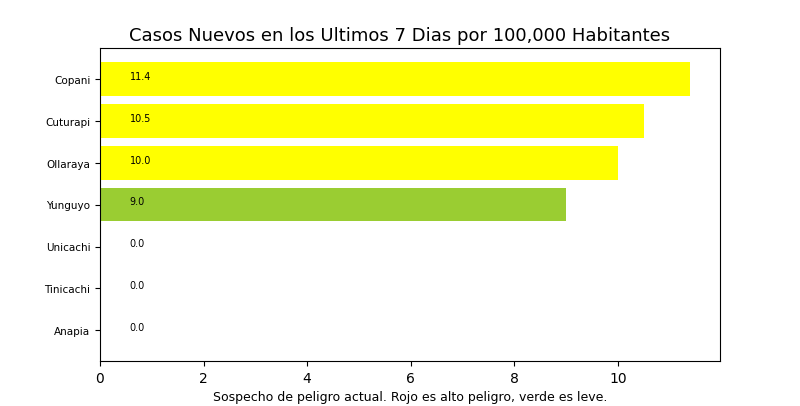 Casos Nuevos en los Ultimos 7 Dias por 100,000 Habitantes
Copani 11.4
Cuturapi 10.5
Ollaraya 10.0
Yunguyo 9.0
Unicachi 0.0
Tinicachi 0.0
Anapia 0.0
0 2 4 6 8 10
Sospecho de peligro actual. Rojo es alto peligro, verde es leve.